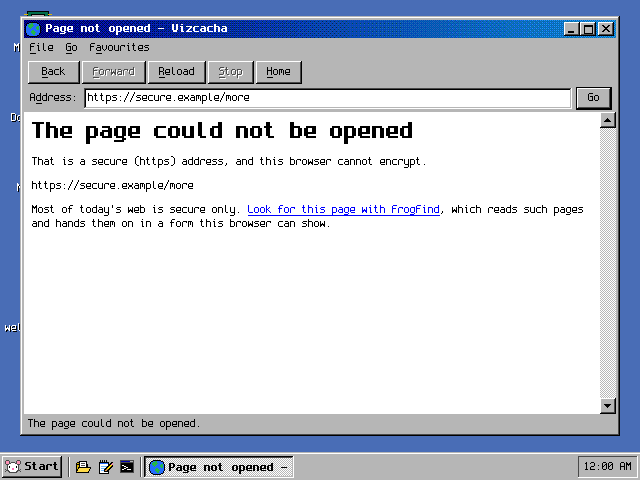 Page not opened - Vizcacha
File Go Favourites
Back Forward Reload Stop Home
Address: https://secure.example/more Go
The page could not be opened
That is a secure (https) address, and this browser cannot encrypt.
https://secure.example/more
Most of today's web is secure only. Look for this page with FrogFind, which reads such pages
and hands them on in a form this browser can show.
The page could not be opened.
Start Page not opened - 12:00 AM